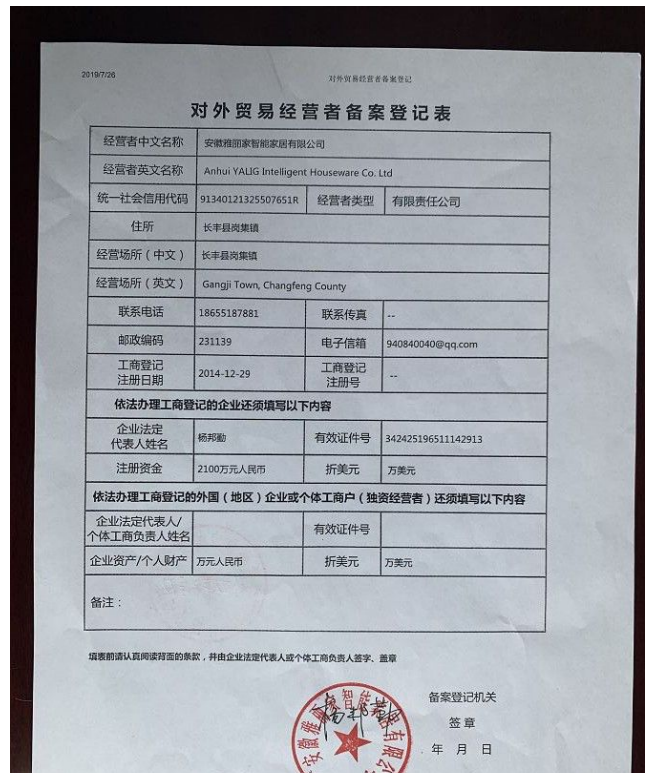 2019/7/26
对外贸易经营者备案登记
对外贸易经营者备案登记表
经营者中文名称 安徽雅丽家智能家居有限公司
经营者英文名称 Anhui YALIG Intelligent Houseware Co. Ltd
统一社会信用代码 91340121325507651R 经营者类型 有限责任公司
住所 长丰县岗集镇
经营场所（中文） 长丰县岗集镇
经营场所（英文） Gangji Town, Changfeng County
联系电话 18655187881 联系传真 --
邮政编码 231139 电子信箱 940840040@qq.com
工商登记
注册日期 2014-12-29 工商登记
注册号 --
依法办理工商登记的企业还须填写以下内容
企业法定
代表人姓名 杨邦勤 有效证件号 342425196511142913
注册资金 2100万元人民币 折美元 万美元
依法办理工商登记的外国（地区）企业或个体工商户（独资经营者）还须填写以下内容
企业法定代表人/
个体工商负责人姓名 有效证件号
企业资产/个人财产 万元人民币 折美元 万美元
备注：
填表前请认真阅读背面的条款，并由企业法定代表人或个体工商负责人签字、盖章
备案登记机关
签章
年 月 日